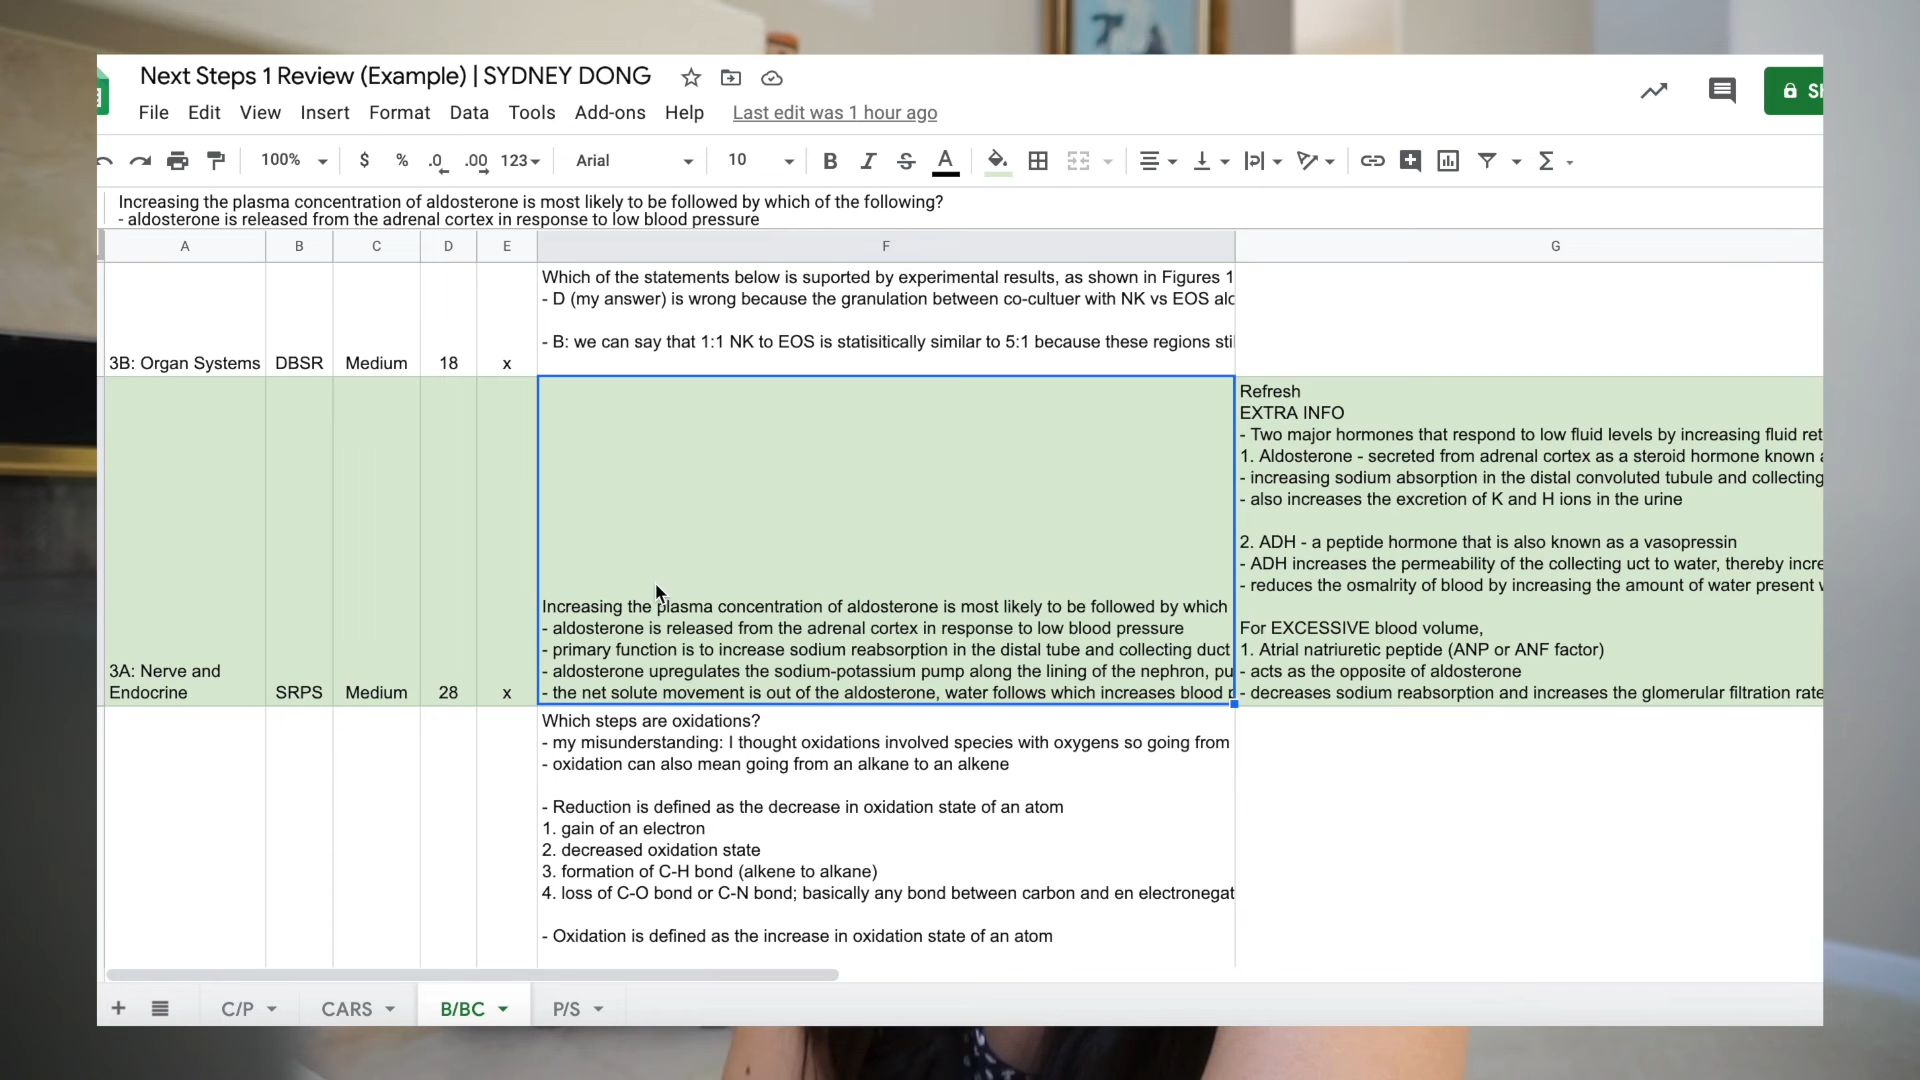 Next Steps 1 Review (Example) | SYDNEY DONG
File Edit View Insert Format Data Tools Add-ons Help Last edit was 1 hour ago
100% $ % .0 .00 123 Arial 10 B I S A Σ
Increasing the plasma concentration of aldosterone is most likely to be followed by which of the following?
- aldosterone is released from the adrenal cortex in response to low blood pressure
A B C D E F G
Which of the statements below is suported by experimental results, as shown in Figures 1
- D (my answer) is wrong because the granulation between co-cultuer with NK vs EOS
- B: we can say that 1:1 NK to EOS is statisitically similar to 5:1 because these regions
3B: Organ Systems DBSR Medium 18 x
Increasing the plasma concentration of aldosterone is most likely to be followed by which
- aldosterone is released from the adrenal cortex in response to low blood pressure
- primary function is to increase sodium reabsorption in the distal tube and collecting duct
- aldosterone upregulates the sodium-potassium pump along the lining of the nephron, pu
- the net solute movement is out of the aldosterone, water follows which increases blood
3A: Nerve and
Endocrine SRPS Medium 28 x
Refresh
EXTRA INFO
- Two major hormones that respond to low fluid levels by increasing fluid ret
1. Aldosterone - secreted from adrenal cortex as a steroid hormone known
- increasing sodium absorption in the distal convoluted tubule and collecting
- also increases the excretion of K and H ions in the urine
2. ADH - a peptide hormone that is also known as a vasopressin
- ADH increases the permeability of the collecting uct to water, thereby incre
- reduces the osmalrity of blood by increasing the amount of water present
For EXCESSIVE blood volume,
1. Atrial natriuretic peptide (ANP or ANF factor)
- acts as the opposite of aldosterone
- decreases sodium reabsorption and increases the glomerular filtration rate
Which steps are oxidations?
- my misunderstanding: I thought oxidations involved species with oxygens so going from
- oxidation can also mean going from an alkane to an alkene
- Reduction is defined as the decrease in oxidation state of an atom
1. gain of an electron
2. decreased oxidation state
3. formation of C-H bond (alkene to alkane)
4. loss of C-O bond or C-N bond; basically any bond between carbon and en electronegat
- Oxidation is defined as the increase in oxidation state of an atom
+ C/P CARS B/BC P/S